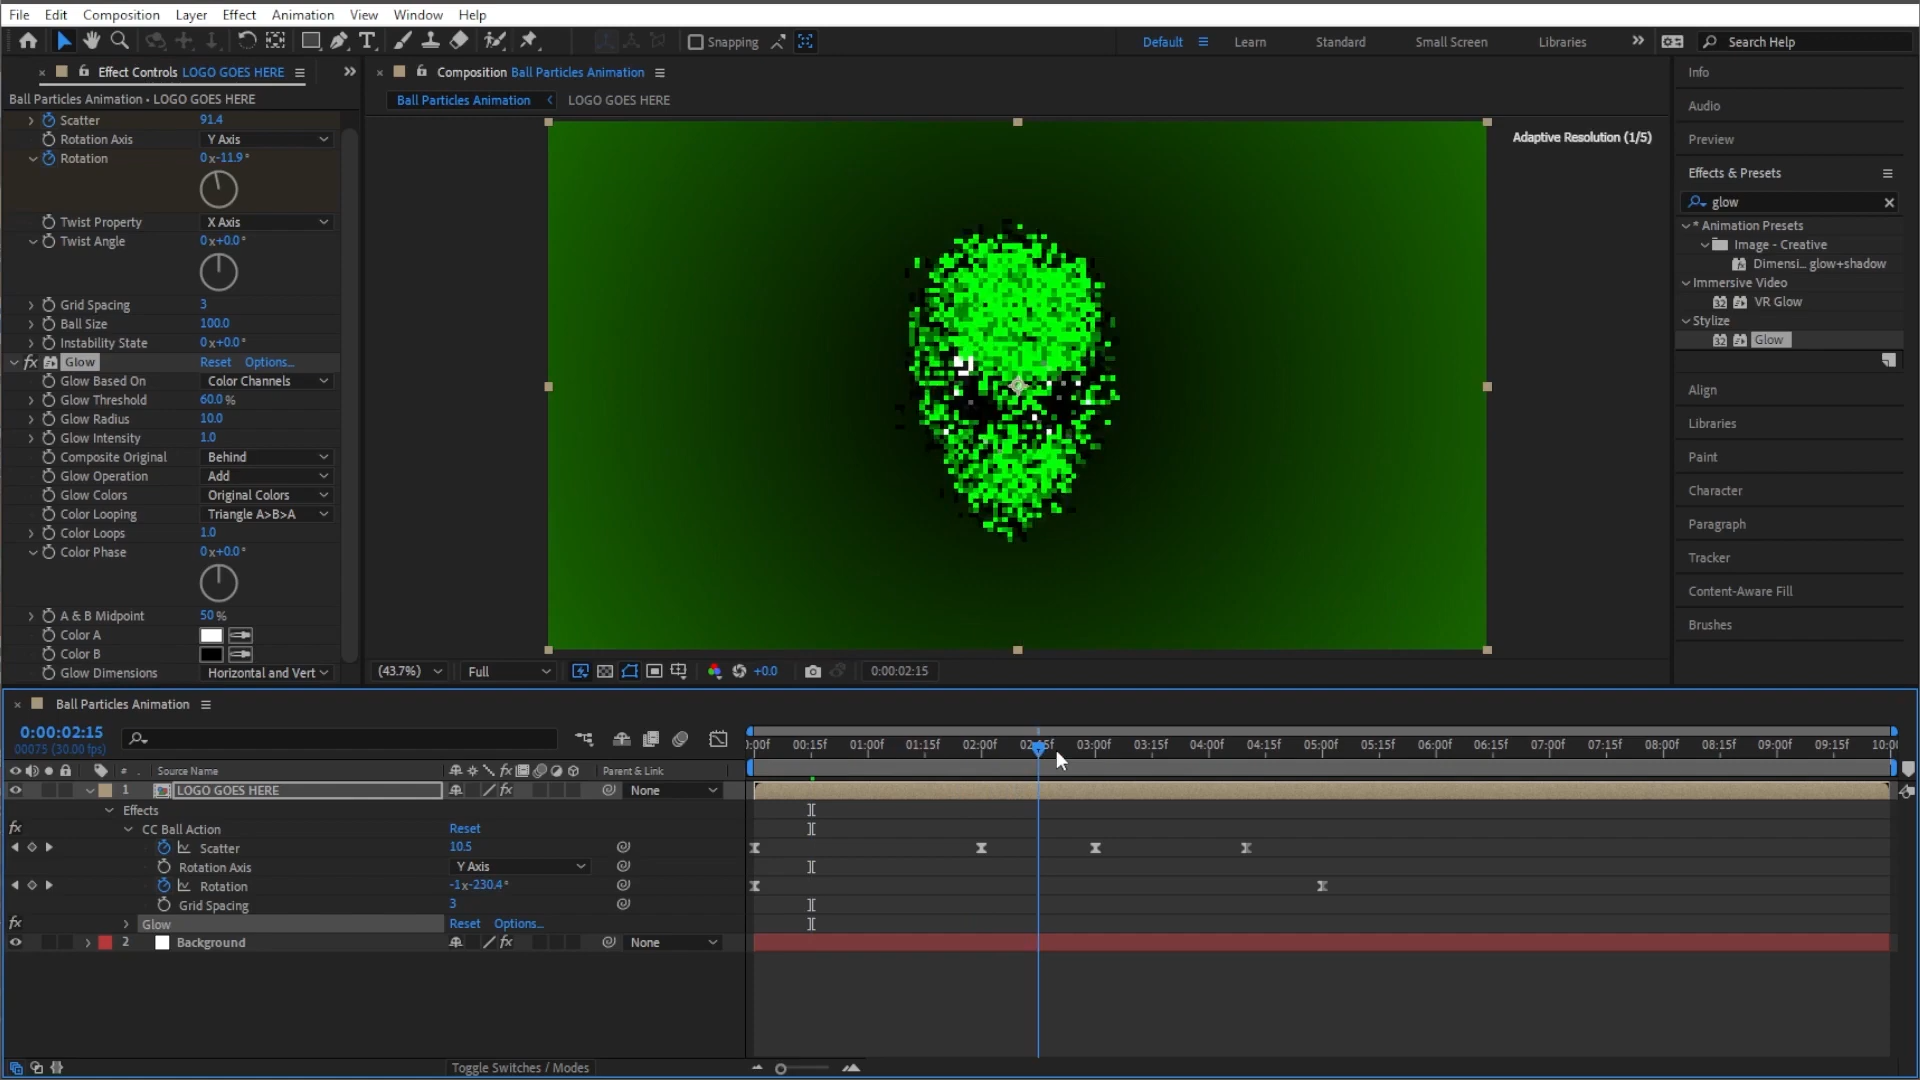 File Edit Composition Layer Effect Animation View Window Help
Snapping Default Learn Standard Small Screen Libraries Search Help
Effect Controls LOGO GOES HERE
Composition Ball Particles Animation
Info
Ball Particles Animation • LOGO GOES HERE
Ball Particles Animation LOGO GOES HERE
Audio
Scatter 91.4
Rotation Axis Y Axis
Adaptive Resolution (1/5)
Preview
Rotation 0x-11.9°
Effects & Presets
glow
Twist Property X Axis
* Animation Presets
Twist Angle 0x+0.0°
Image - Creative
Dimensi... glow+shadow
Immersive Video
Grid Spacing 3
32 VR Glow
Ball Size 100.0
Stylize
Instability State 0x+0.0°
32 Glow
fx Glow Reset Options...
Glow Based On Color Channels
Align
Glow Threshold 60.0 %
Glow Radius 10.0
Libraries
Glow Intensity 1.0
Composite Original Behind
Paint
Glow Operation Add
Glow Colors Original Colors
Character
Color Looping Triangle A>B>A
Paragraph
Color Loops 1.0
Color Phase 0x+0.0°
Tracker
Content-Aware Fill
A & B Midpoint 50 %
Brushes
Color A
Color B
Glow Dimensions Horizontal and Vert
(43.7%) Full +0.0 0:00:02:15
Ball Particles Animation
0:00:02:15
00075 (30.00 fps)
:00f 00:15f 01:00f 01:15f 02:00f 03:00f 03:15f 04:00f 04:15f 05:00f 05:15f 06:00f 06:15f 07:00f 07:15f 08:00f 08:15f 09:00f 09:15f 10:0
# Source Name fx Parent & Link
1 LOGO GOES HERE fx None
Effects
fx CC Ball Action Reset
Scatter 10.5
Rotation Axis Y Axis
Rotation -1x-230.4°
Grid Spacing 3
fx Glow Reset Options...
2 Background fx None
Toggle Switches / Modes